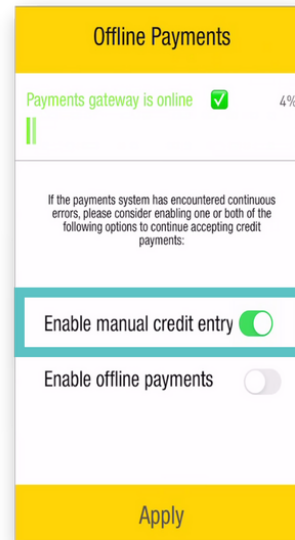 Offline Payments
Payments gateway is online ✅ 4%
If the payments system has encountered continuous
errors, please consider enabling one or both of the
following options to continue accepting credit
payments:
Enable manual credit entry
Enable offline payments
Apply